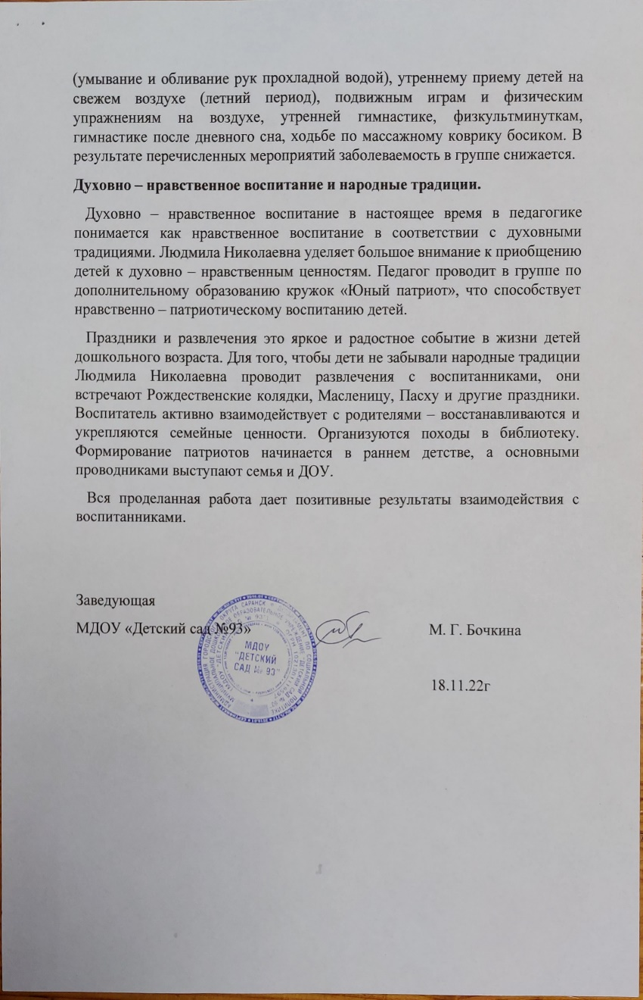 (умывание и обливание рук прохладной водой), утреннему приему детей на
свежем воздухе (летний период), подвижным играм и физическим
упражнениям на воздухе, утренней гимнастике, физкультминуткам,
гимнастике после дневного сна, ходьбе по массажному коврику босиком. В
результате перечисленных мероприятий заболеваемость в группе снижается.
Духовно – нравственное воспитание и народные традиции.
Духовно – нравственное воспитание в настоящее время в педагогике
понимается как нравственное воспитание в соответствии с духовными
традициями. Людмила Николаевна уделяет большое внимание к приобщению
детей к духовно – нравственным ценностям. Педагог проводит в группе по
дополнительному образованию кружок «Юный патриот», что способствует
нравственно – патриотическому воспитанию детей.
Праздники и развлечения это яркое и радостное событие в жизни детей
дошкольного возраста. Для того, чтобы дети не забывали народные традиции
Людмила Николаевна проводит развлечения с воспитанниками, они
встречают Рождественские колядки, Масленицу, Пасху и другие праздники.
Воспитатель активно взаимодействует с родителями – восстанавливаются и
укрепляются семейные ценности. Организуются походы в библиотеку.
Формирование патриотов начинается в раннем детстве, а основными
проводниками выступают семья и ДОУ.
Вся проделанная работа дает позитивные результаты взаимодействия с
воспитанниками.
Заведующая
МДОУ «Детский сад №93»
М. Г. Бочкина
18.11.22г
МДОУ
"ДЕТСКИЙ
САД № 93"